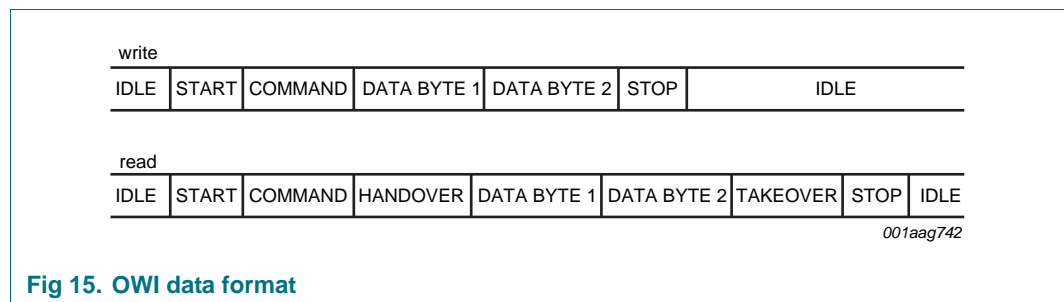 write
IDLE START COMMAND DATA BYTE 1 DATA BYTE 2 STOP IDLE
read
IDLE START COMMAND HANDOVER DATA BYTE 1 DATA BYTE 2 TAKEOVER STOP IDLE
001aag742
Fig 15. OWI data format